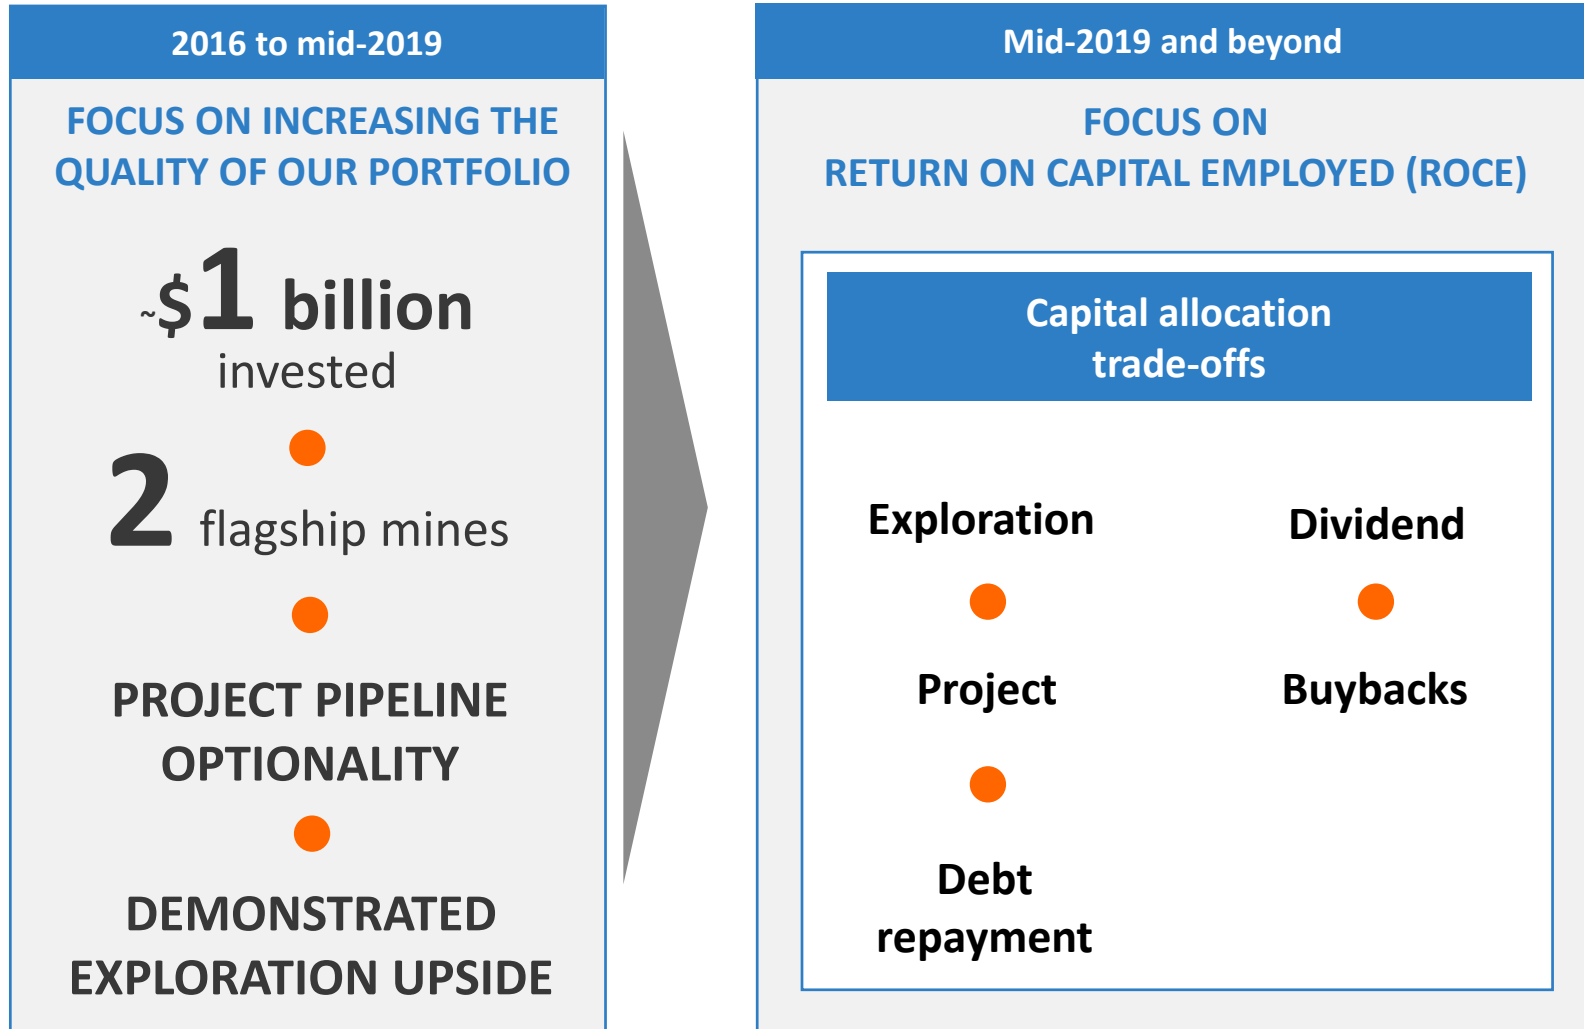 2016 to mid-2019
FOCUS ON INCREASING THE
QUALITY OF OUR PORTFOLIO
~$1 billion
invested
2 flagship mines
PROJECT PIPELINE
OPTIONALITY
DEMONSTRATED
EXPLORATION UPSIDE
Mid-2019 and beyond
FOCUS ON
RETURN ON CAPITAL EMPLOYED (ROCE)
Capital allocation
trade-offs
Exploration
Project
Debt
repayment
Dividend
Buybacks